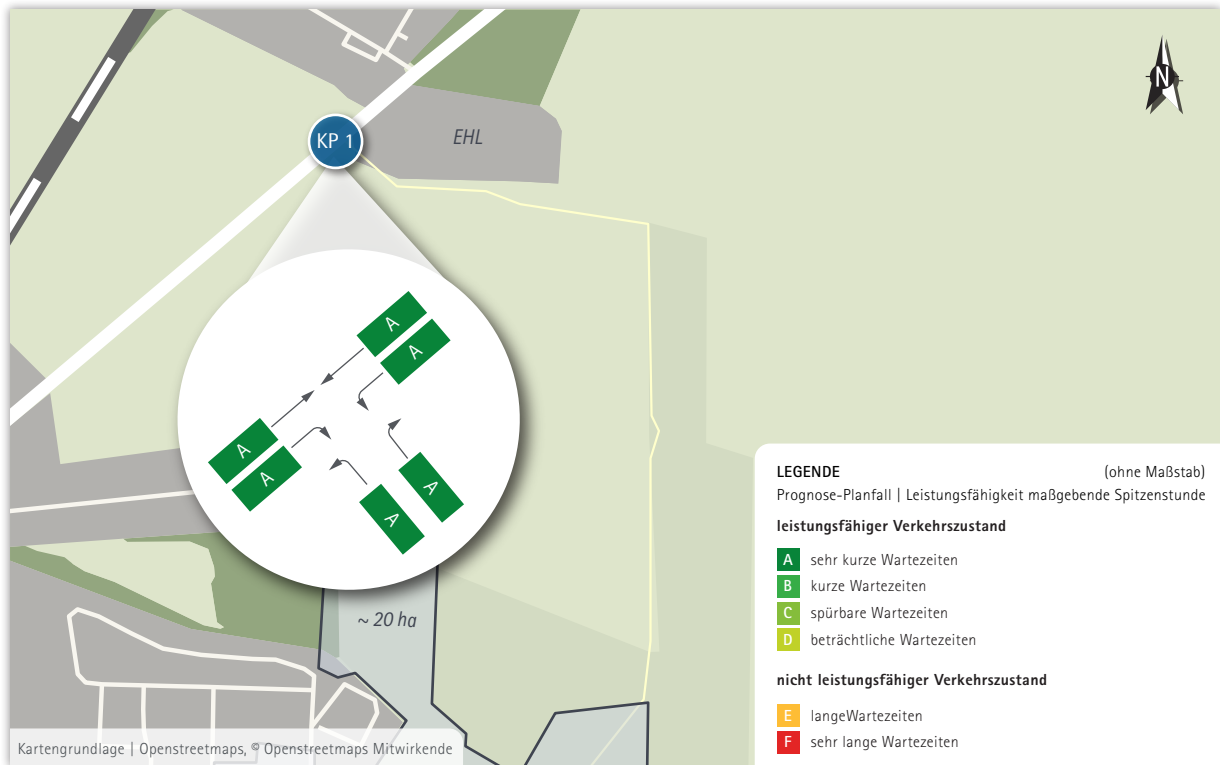 N
KP 1
EHL
A
A
A
A
A
A
~ 20 ha
LEGENDE (ohne Maßstab)
Prognose-Planfall | Leistungsfähigkeit maßgebende Spitzenstunde
leistungsfähiger Verkehrszustand
A sehr kurze Wartezeiten
B kurze Wartezeiten
C spürbare Wartezeiten
D beträchtliche Wartezeiten
nicht leistungsfähiger Verkehrszustand
E langeWartezeiten
F sehr lange Wartezeiten
Kartengrundlage | Openstreetmaps, © Openstreetmaps Mitwirkende